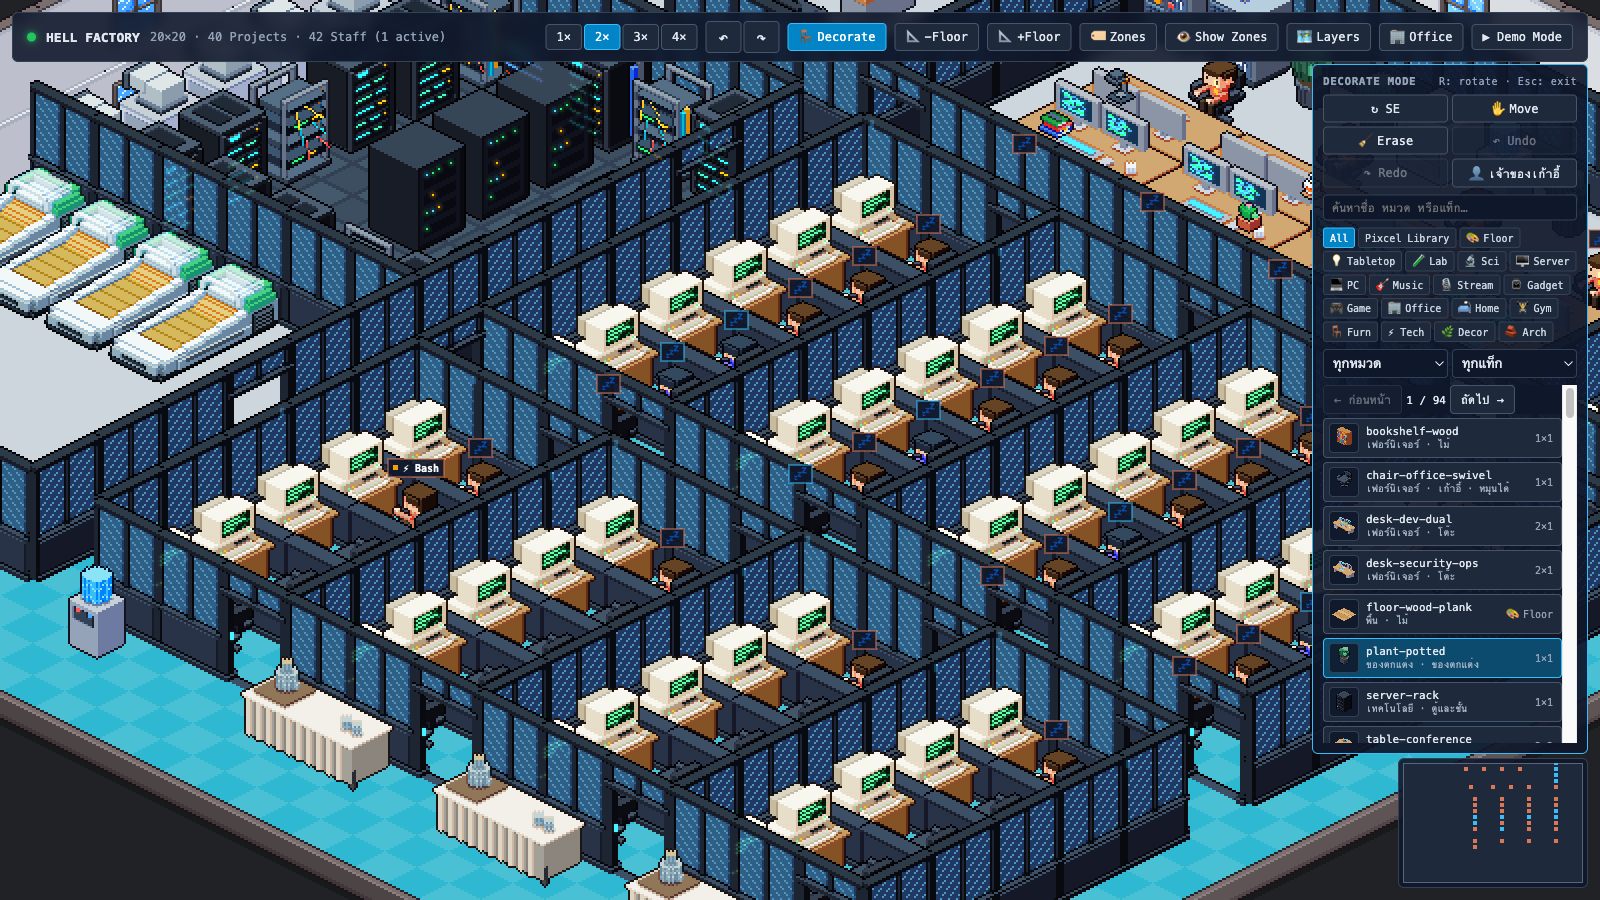 HELL FACTORY 20×20 · 40 Projects · 42 Staff (1 active)
1× 2× 3× 4× ↶ ↷ Decorate −Floor +Floor Zones Show Zones Layers Office ▶ Demo Mode
DECORATE MODE R: rotate · Esc: exit
↻ SE Move
Erase ↶ Undo
↷ Redo เจ้าของเก้าอี้
ค้นหาชื่อ หมวด หรือแท็ก…
All Pixcel Library Floor
Tabletop Lab Sci Server
PC Music Stream Gadget
Game Office Home Gym
Furn Tech Decor Arch
ทุกหมวด ทุกแท็ก
← ก่อนหน้า 1 / 94 ถัดไป →
bookshelf-wood 1×1
เฟอร์นิเจอร์ · ไม้
chair-office-swivel 1×1
เฟอร์นิเจอร์ · เก้าอี้ · หมุนได้
desk-dev-dual 2×1
เฟอร์นิเจอร์ · โต๊ะ
desk-security-ops 2×1
เฟอร์นิเจอร์ · โต๊ะ
floor-wood-plank Floor
พื้น · ไม้
plant-potted 1×1
ของตกแต่ง · ของตกแต่ง
server-rack 1×1
เทคโนโลยี · ตู้และชั้น
table-conference
Bash